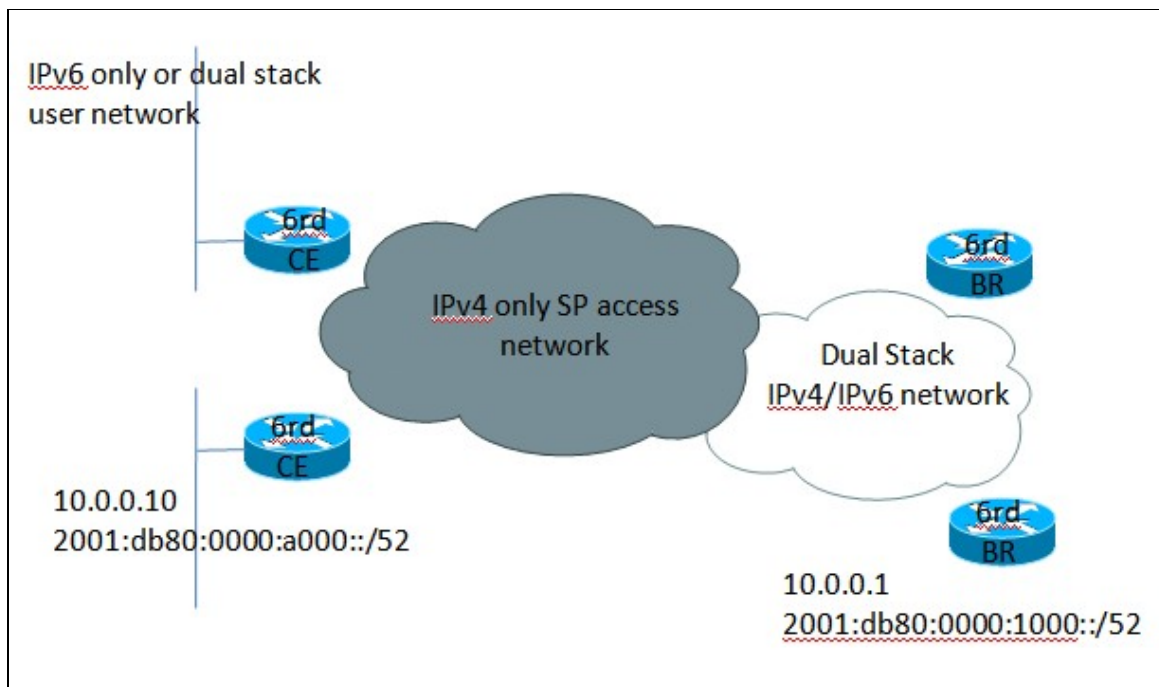 IPv6 only or dual stack
user network
6rd
CE
IPv4 only SP access
network
6rd
BR
Dual Stack
IPv4/IPv6 network
6rd
CE
10.0.0.10
2001:db80:0000:a000::/52
6rd
BR
10.0.0.1
2001:db80:0000:1000::/52